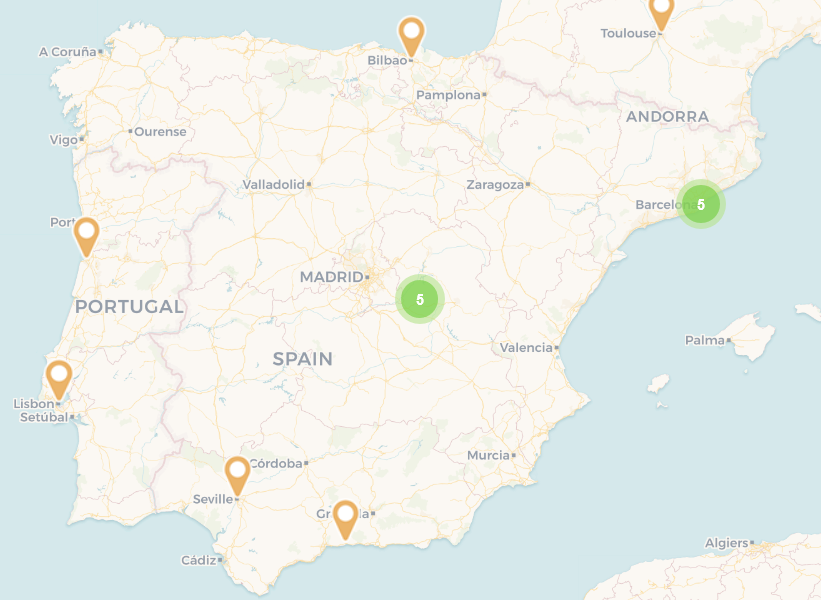 Toulouse
A Coruña
Bilbao
Pamplona
ANDORRA
Vigo
Ourense
Valladolid
Zaragoza
Barcelona
5
MADRID
5
PORTUGAL
Palma
Valencia
SPAIN
Lisbon
Setúbal
Córdoba
Murcia
Seville
Algiers
Cádiz